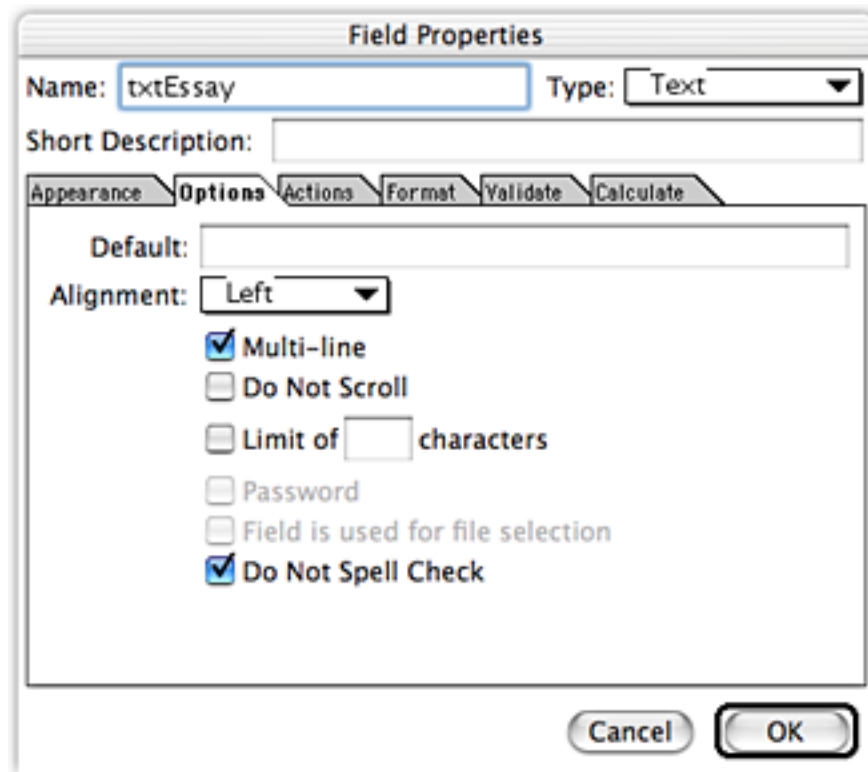 Field Properties
Name: txtEssay Type: Text
Short Description:
Appearance Options Actions Format Validate Calculate
Default:
Alignment: Left
Multi-line
Do Not Scroll
Limit of characters
Password
Field is used for file selection
Do Not Spell Check
Cancel OK